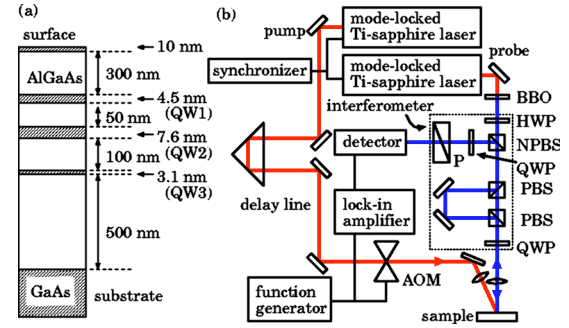 (a)
surface
10 nm
AlGaAs
300 nm
4.5 nm
(QW1)
50 nm
7.6 nm
(QW2)
100 nm
3.1 nm
(QW3)
500 nm
GaAs
substrate
(b)
pump
mode-locked
Ti-sapphire laser
synchronizer
mode-locked
Ti-sapphire laser
probe
interferometer
BBO
HWP
detector
P
NPBS
QWP
PBS
delay line
lock-in
amplifier
PBS
QWP
function
generator
AOM
sample